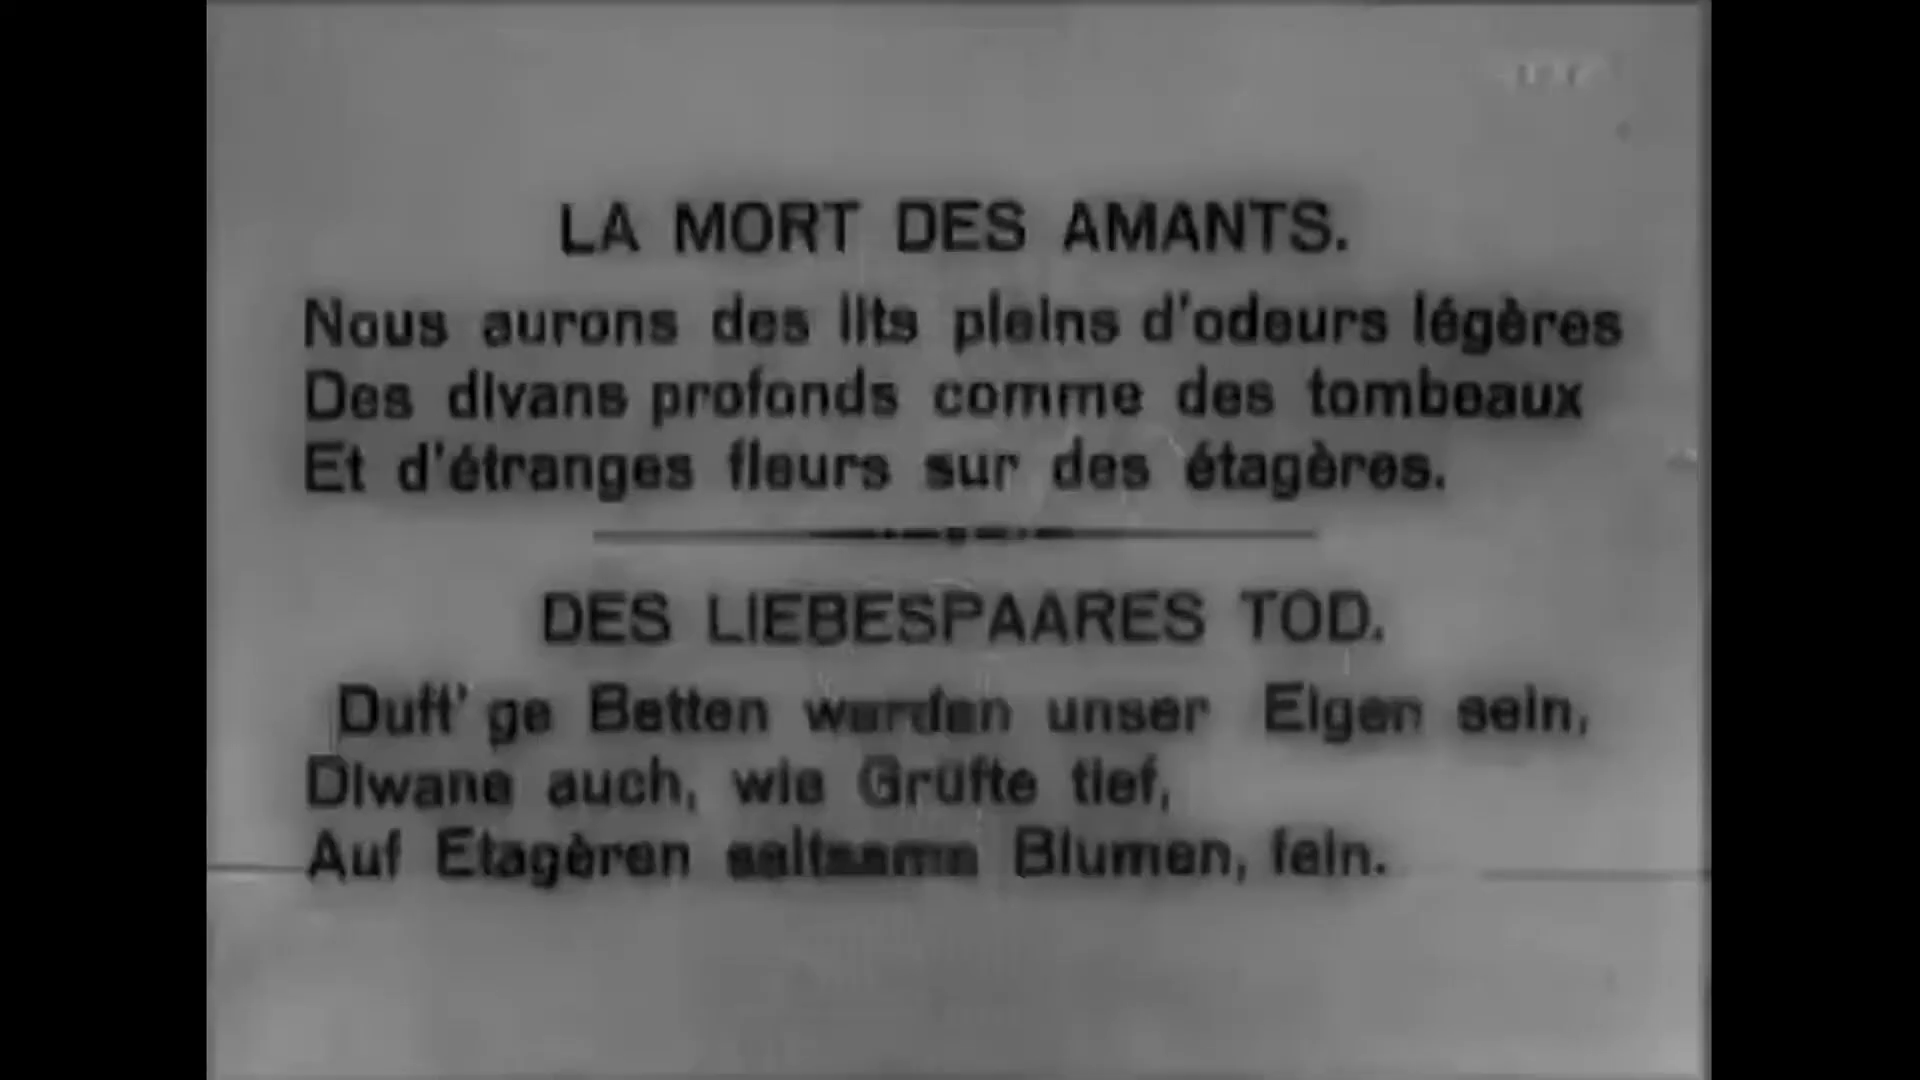 LA MORT DES AMANTS.
Nous aurons des lits pleins d'odeurs légères
Des divans profonds comme des tombeaux
Et d'étranges fleurs sur des étagères.
DES LIEBESPAARES TOD.
Duft'ge Betten werden unser Eigen sein,
Diwane auch, wie Grüfte tief,
Auf Etagèren seltsame Blumen, fein.